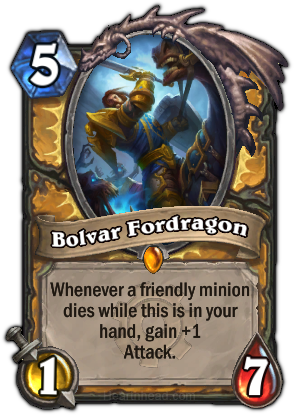 5
Bolvar Fordragon
Whenever a friendly minion
dies while this is in your
hand, gain +1
Attack.
1
7